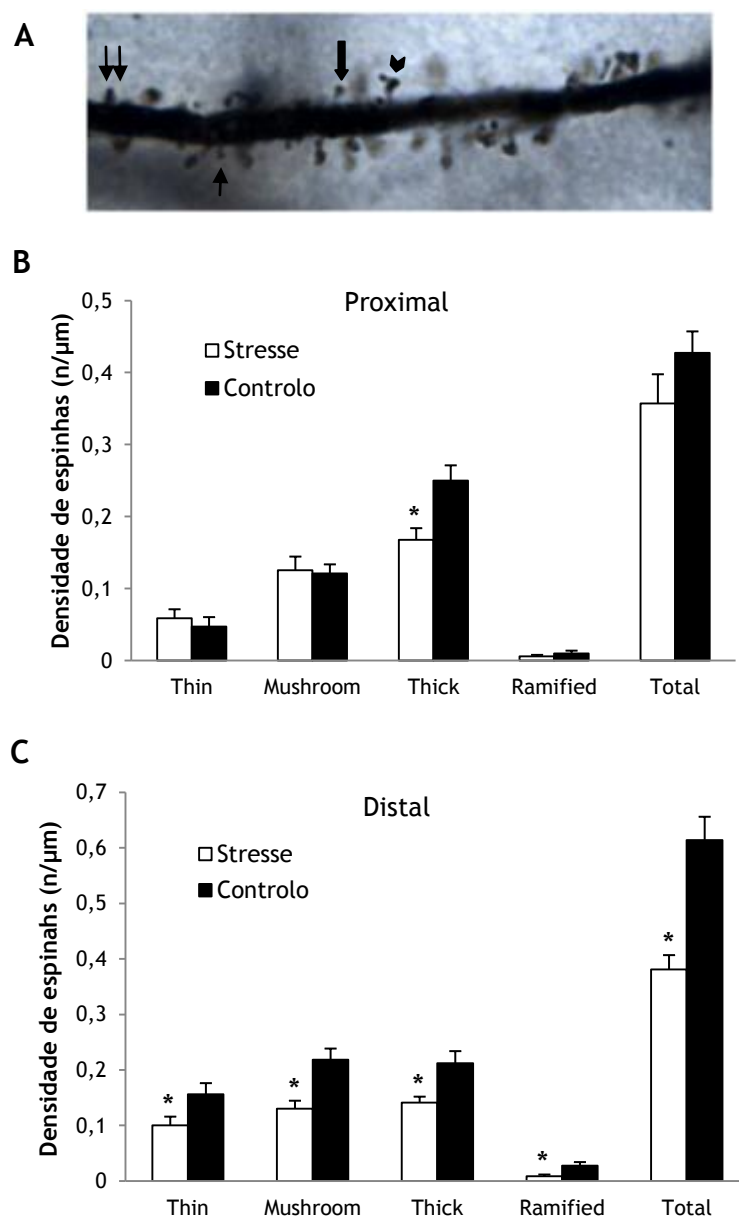 A
B
Proximal
Densidade de espinhas (n/µm)
0,5
0,4
0,3
0,2
0,1
0
Stresse
Controlo
*
Thin Mushroom Thick Ramified Total
C
Distal
Densidade de espinahs (n/µm)
0,7
0,6
0,5
0,4
0,3
0,2
0,1
0
Stresse
Controlo
* * * * *
Thin Mushroom Thick Ramified Total